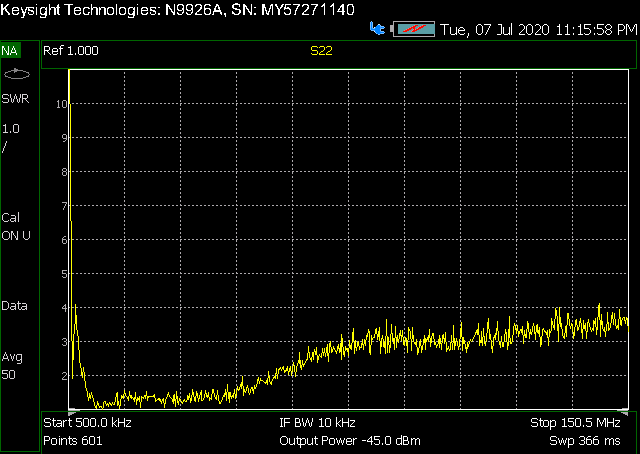 Keysight Technologies: N9926A, SN: MY57271140
Tue, 07 Jul 2020 11:15:58 PM
NA
Ref 1.000
S22
SWR
1.0
/
Cal
ON U
Data
Avg
50
10
9
8
7
6
5
4
3
2
Start 500.0 kHz
IF BW 10 kHz
Stop 150.5 MHz
Points 601
Output Power -45.0 dBm
Swp 366 ms